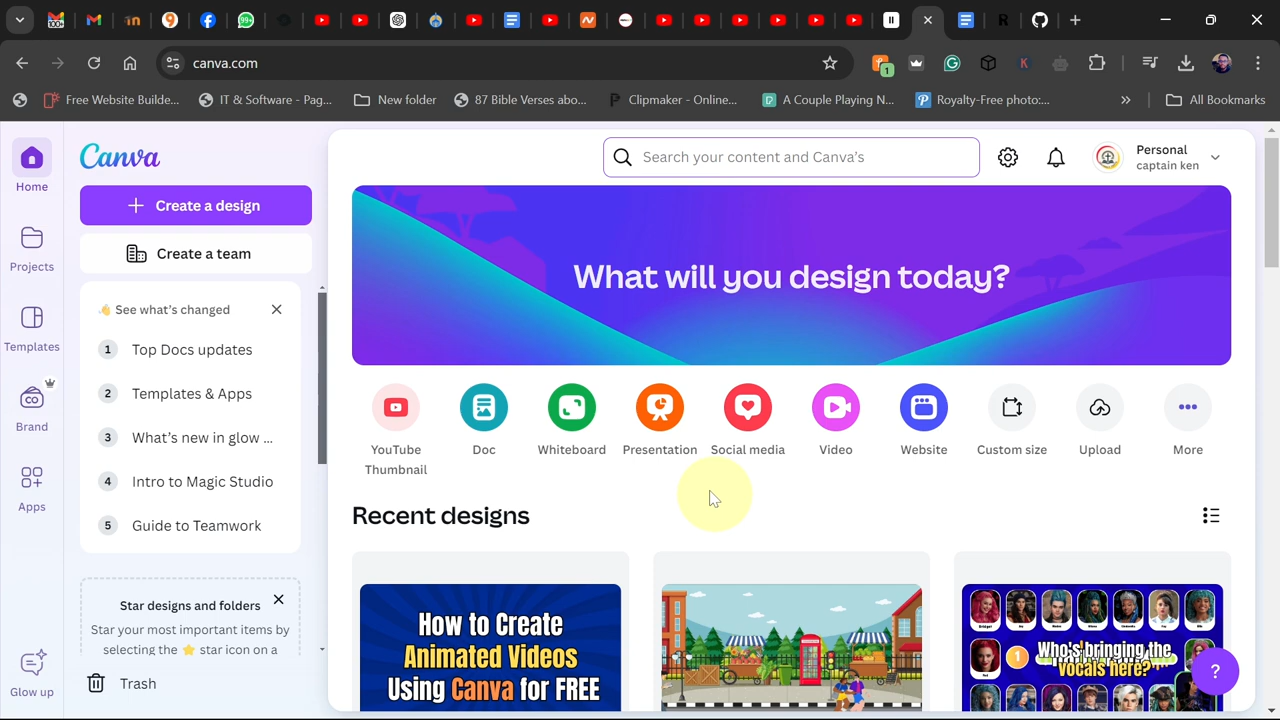 100
99+
canva.com
1
Free Website Builde...
IT & Software - Pag...
New folder
87 Bible Verses abo...
Clipmaker - Online...
A Couple Playing N...
Royalty-Free photo:...
All Bookmarks
Home
Projects
Templates
Brand
Apps
Glow up
Canva
Create a design
Create a team
See what's changed
1 Top Docs updates
2 Templates & Apps
3 What's new in glow ...
4 Intro to Magic Studio
5 Guide to Teamwork
Star designs and folders
Star your most important items by
selecting the ⭐ star icon on a
Trash
Search your content and Canva's
Personal
captain ken
What will you design today?
YouTube
Thumbnail
Doc
Whiteboard
Presentation
Social media
Video
Website
Custom size
Upload
More
Recent designs
How to Create
Animated Videos
Using Canva for FREE
1
Who's bringing the
vocals here?
?